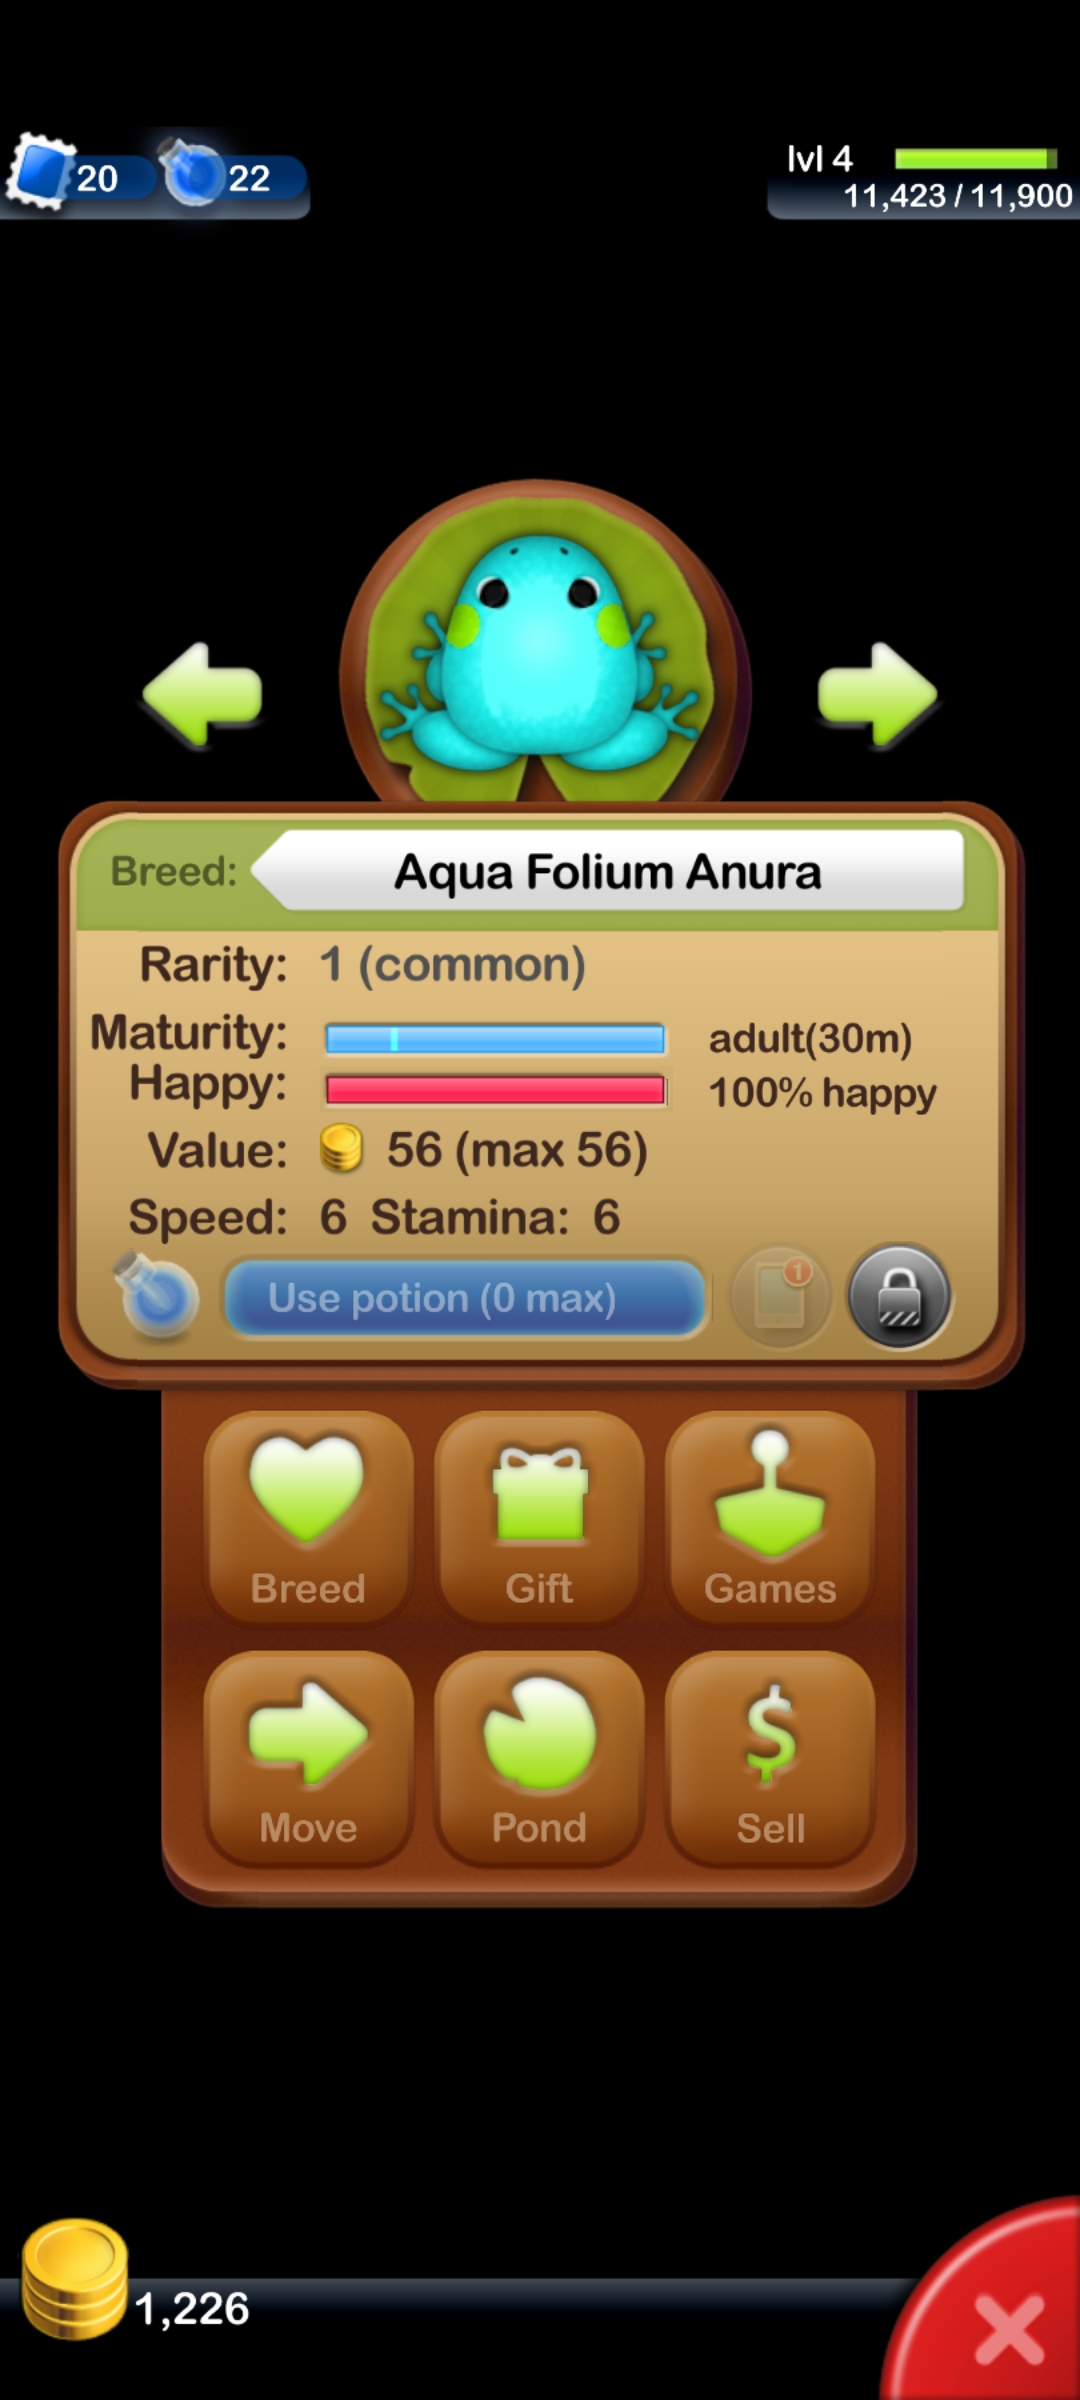 20 22 lvl 4
11,423 / 11,900
Breed: Aqua Folium Anura
Rarity: 1 (common)
Maturity: adult(30m)
Happy: 100% happy
Value: 56 (max 56)
Speed: 6 Stamina: 6
Use potion (0 max) 1
Breed Gift Games
$
Move Pond Sell
1,226